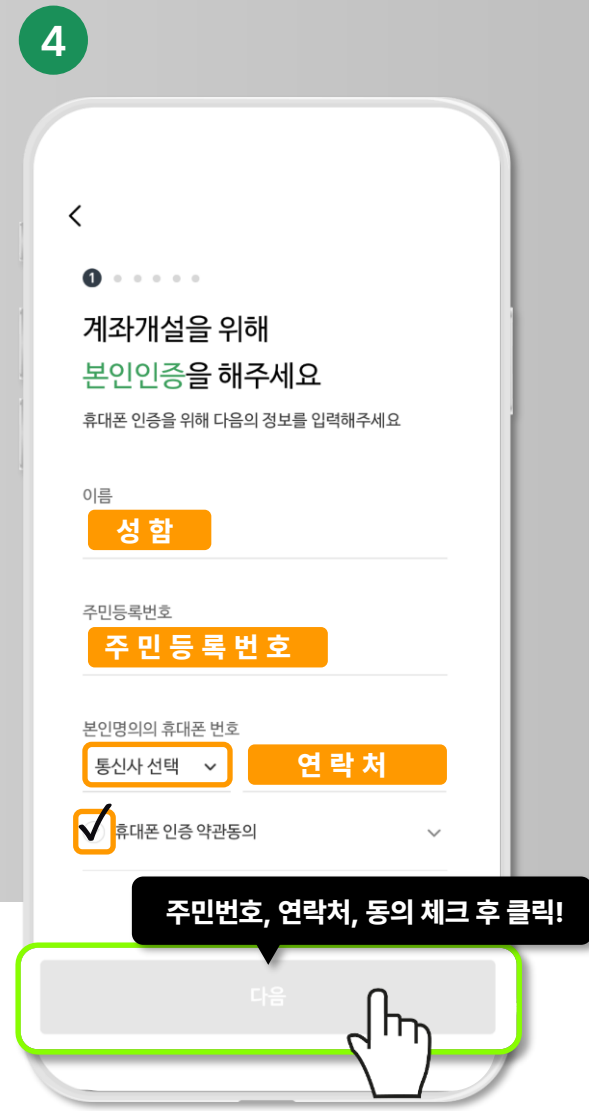 4
1
계좌개설을 위해
본인인증을 해주세요
휴대폰 인증을 위해 다음의 정보를 입력해주세요
이름
성 함
주민등록번호
주 민 등 록 번 호
본인명의의 휴대폰 번호
통신사 선택
연 락 처
휴대폰 인증 약관동의
주민번호, 연락처, 동의 체크 후 클릭!
다음